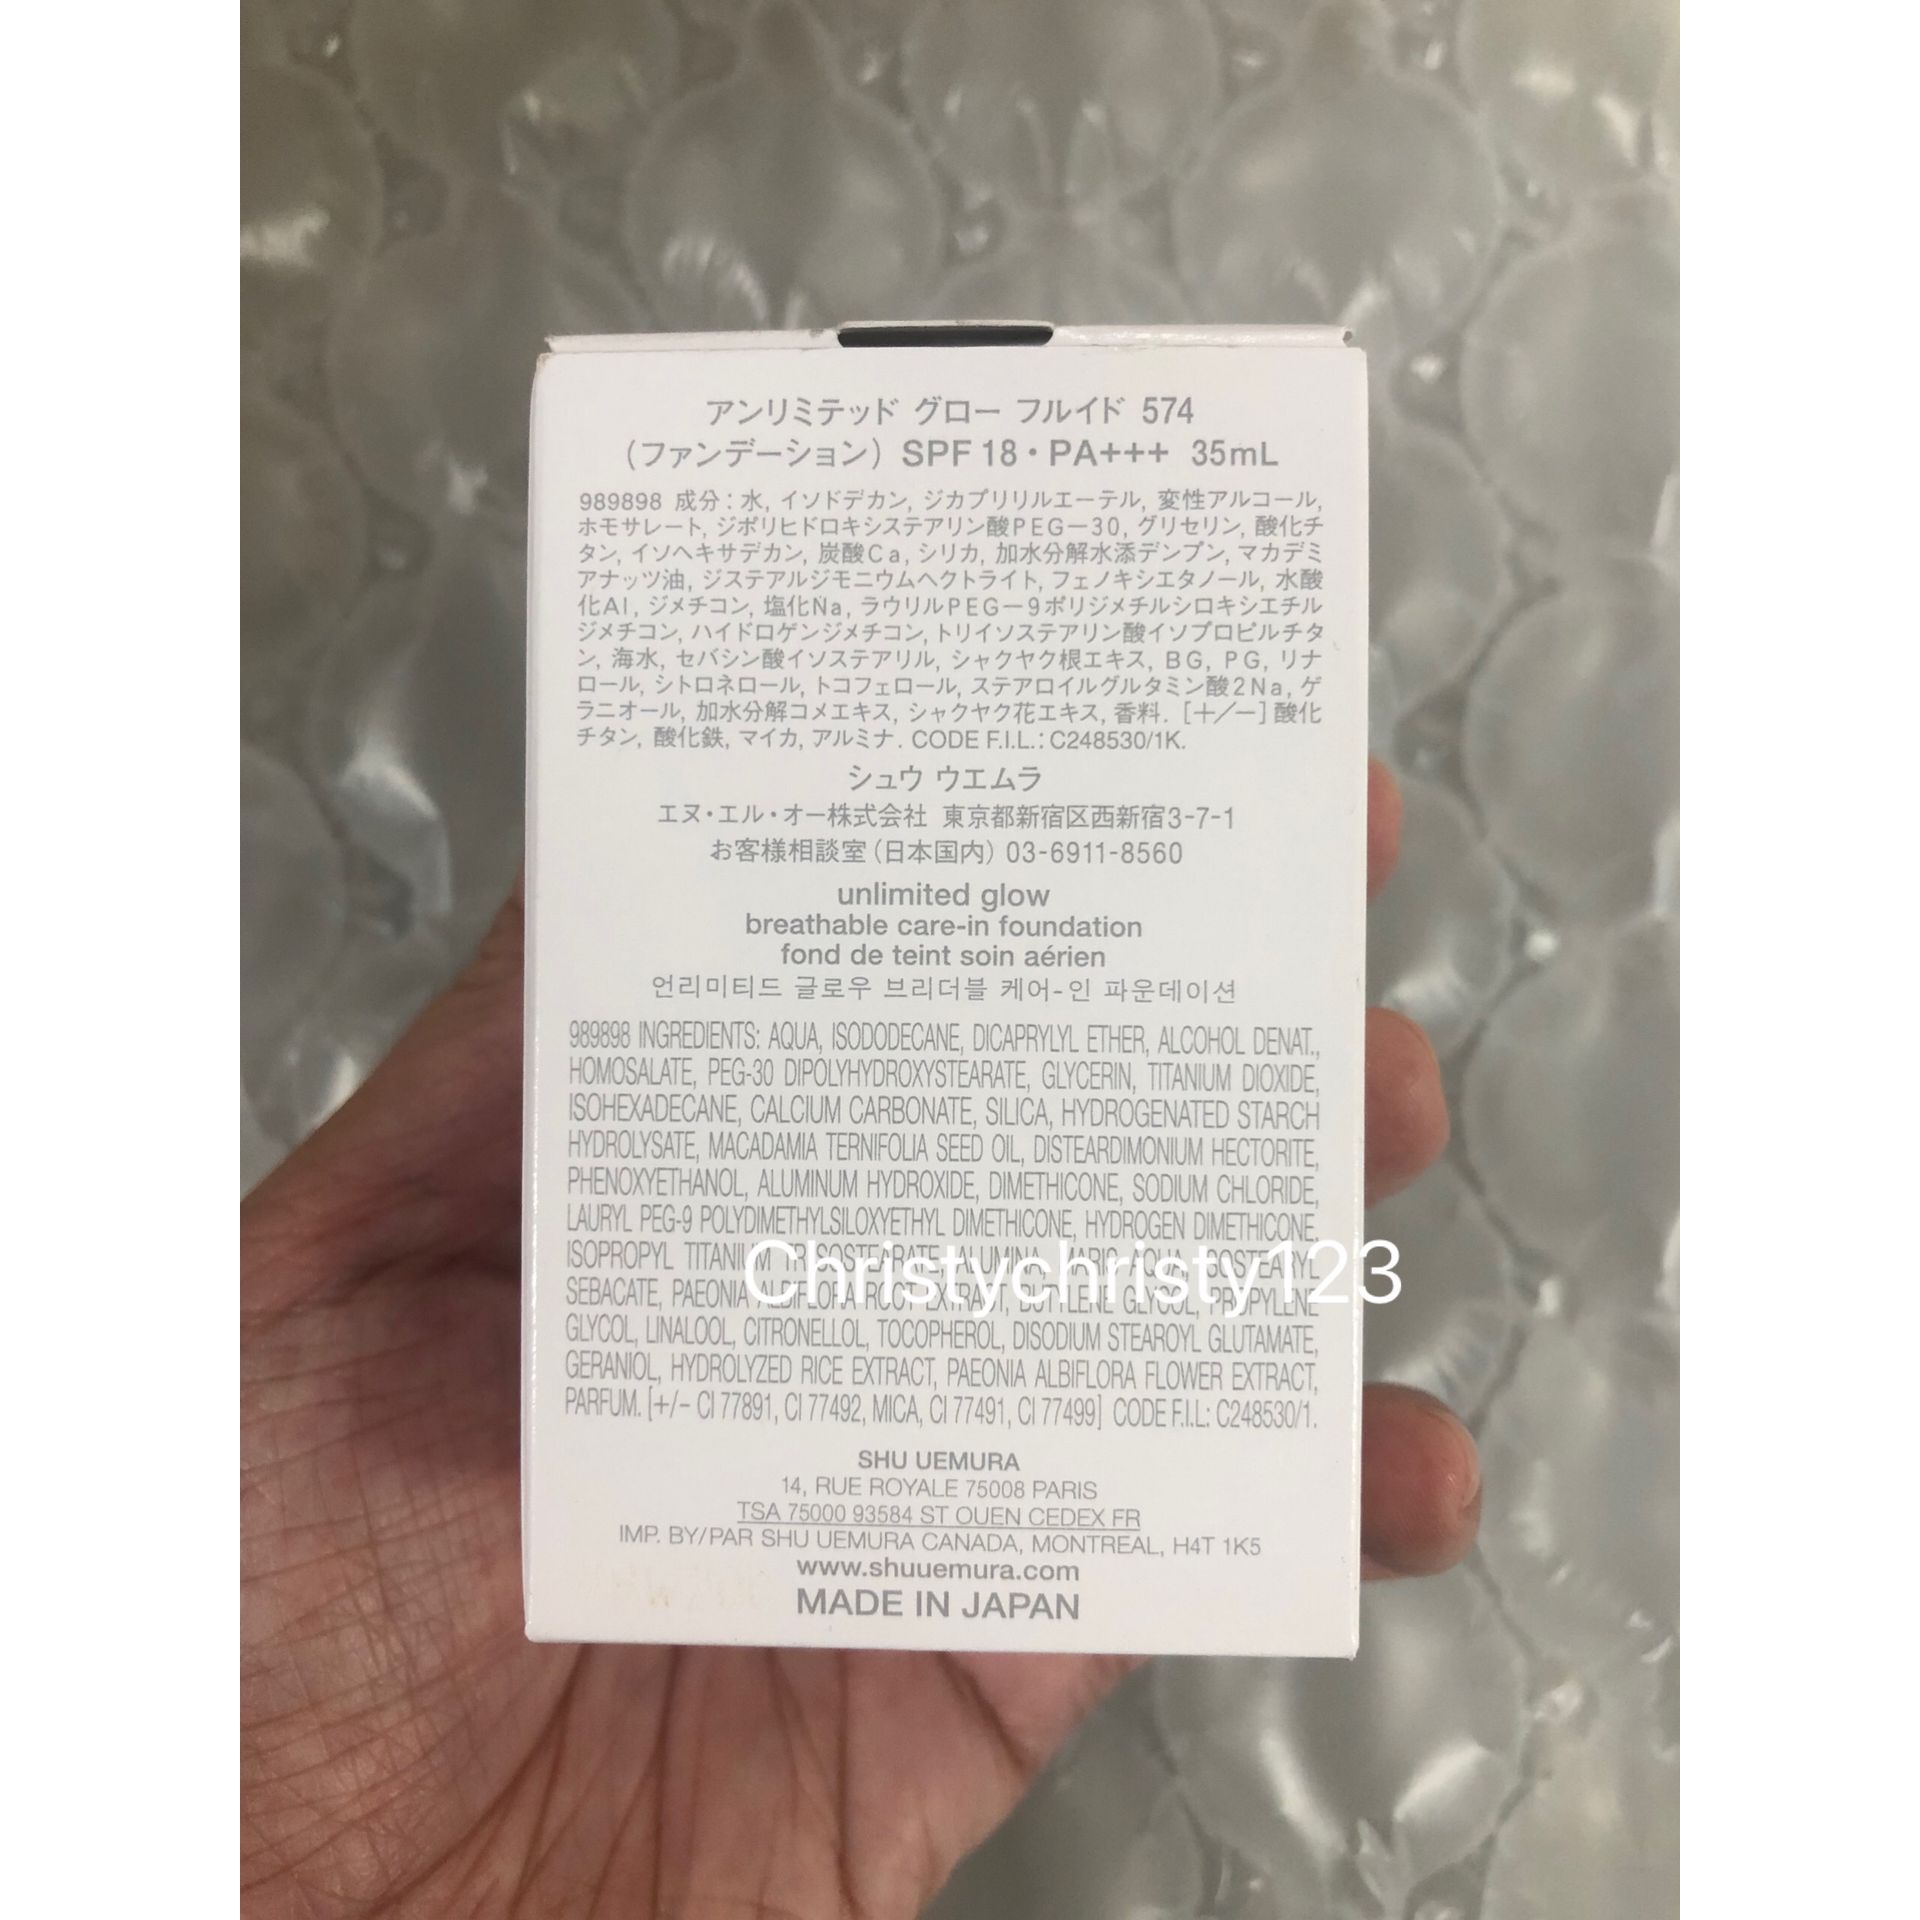 アンリミテッド グロー フルイド 574
(ファンデーション) SPF 18・PA+++ 35mL
989898 成分：水, イソドデカン, ジカプリリルエーテル, 変性アルコール,
ホモサレート, ジポリヒドロキシステアリン酸PEG－30, グリセリン, 酸化チ
タン, イソヘキサデカン, 炭酸Ca, シリカ, 加水分解水添デンプン, マカデミ
アナッツ油, ジステアルジモニウムヘクトライト, フェノキシエタノール, 水酸
化Al, ジメチコン, 塩化Na, ラウリルPEG－9ポリジメチルシロキシエチル
ジメチコン, ハイドロゲンジメチコン, トリイソステアリン酸イソプロピルチタ
ン, 海水, セバシン酸イソステアリル, シャクヤク根エキス, BG, PG, リナ
ロール, シトロネロール, トコフェロール, ステアロイルグルタミン酸2Na, ゲ
ラニオール, 加水分解コメエキス, シャクヤク花エキス, 香料. [＋／－] 酸化
チタン, 酸化鉄, マイカ, アルミナ. CODE F.I.L.: C248530/1K.
シュウ ウエムラ
エヌ・エル・オー株式会社 東京都新宿区西新宿3-7-1
お客様相談室 (日本国内) 03-6911-8560
unlimited glow
breathable care-in foundation
fond de teint soin aérien
언리미티드 글로우 브리더블 케어-인 파운데이션
989898 INGREDIENTS: AQUA, ISODODECANE, DICAPRYLYL ETHER, ALCOHOL DENAT.,
HOMOSALATE, PEG-30 DIPOLYHYDROXYSTEARATE, GLYCERIN, TITANIUM DIOXIDE,
ISOHEXADECANE, CALCIUM CARBONATE, SILICA, HYDROGENATED STARCH
HYDROLYSATE, MACADAMIA TERNIFOLIA SEED OIL, DISTEARDIMONIUM HECTORITE,
PHENOXYETHANOL, ALUMINUM HYDROXIDE, DIMETHICONE, SODIUM CHLORIDE,
LAURYL PEG-9 POLYDIMETHYLSILOXYETHYL DIMETHICONE, HYDROGEN DIMETHICONE,
ISOPROPYL TITANIUM TRIISOSTEARATE, ALUMINA, MARIS AQUA, ISOSTEARYL
Christychristy123
SEBACATE, PAEONIA ALBIFLORA ROOT EXTRACT, BUTYLENE GLYCOL, PROPYLENE
GLYCOL, LINALOOL, CITRONELLOL, TOCOPHEROL, DISODIUM STEAROYL GLUTAMATE,
GERANIOL, HYDROLYZED RICE EXTRACT, PAEONIA ALBIFLORA FLOWER EXTRACT,
PARFUM. [+/- CI 77891, CI 77492, MICA, CI 77491, CI 77499] CODE F.I.L: C248530/1.
SHU UEMURA
14, RUE ROYALE 75008 PARIS
TSA 75000 93584 ST OUEN CEDEX FR
IMP. BY/PAR SHU UEMURA CANADA, MONTREAL, H4T 1K5
www.shuuemura.com
MADE IN JAPAN